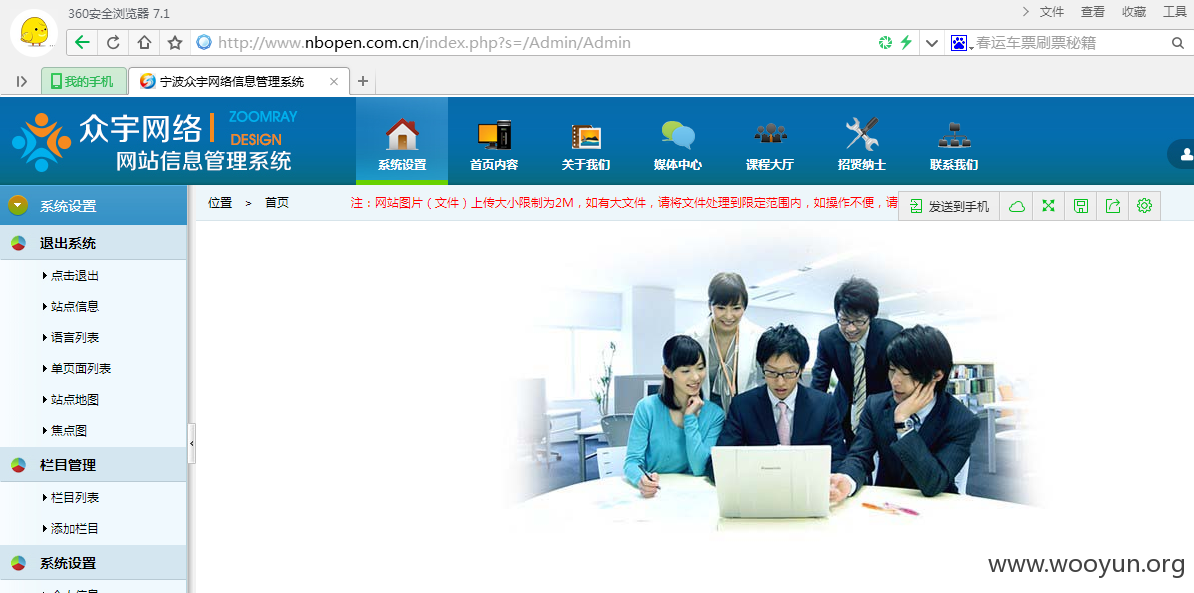 360安全浏览器 7.1
文件 查看 收藏 工具
http://www.nbopen.com.cn/index.php?s=/Admin/Admin
春运车票刷票秘籍
我的手机
宁波众宇网络信息管理系统
众宇网络 ZOOMRAY DESIGN
网站信息管理系统
系统设置 首页内容 关于我们 媒体中心 课程大厅 招聚纳士 联系我们
系统设置
位置 > 首页
注：网站图片（文件）上传大小限制为2M，如有大文件，请将文件处理到限定范围内，如操作不便，请
发送到手机
退出系统
点击退出
站点信息
语言列表
单页面列表
站点地图
焦点图
栏目管理
栏目列表
添加栏目
系统设置
Panasonic
www.wooyun.org